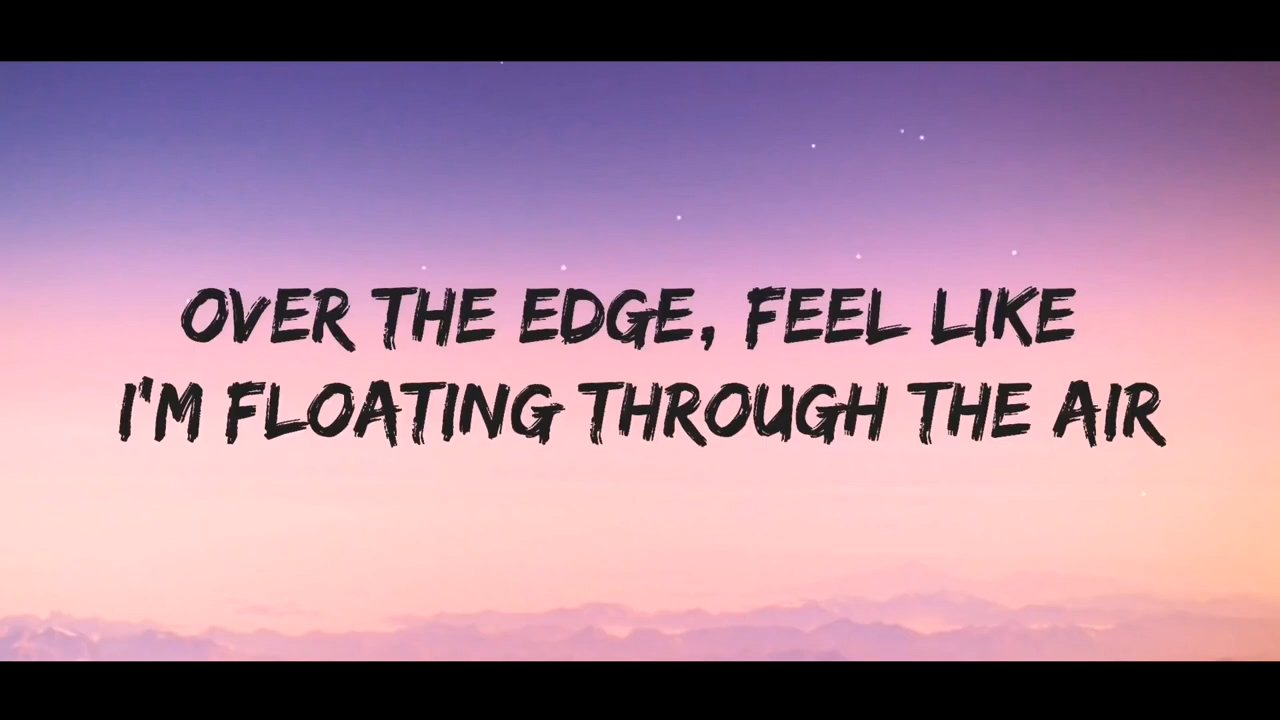 OVER THE EDGE, FEEL LIKE
I'M FLOATING THROUGH THE AIR